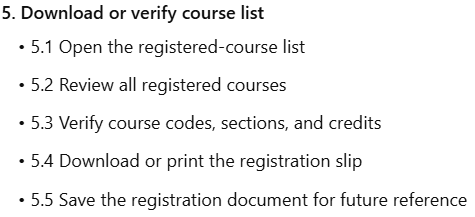 5. Download or verify course list
• 5.1 Open the registered-course list
• 5.2 Review all registered courses
• 5.3 Verify course codes, sections, and credits
• 5.4 Download or print the registration slip
• 5.5 Save the registration document for future reference